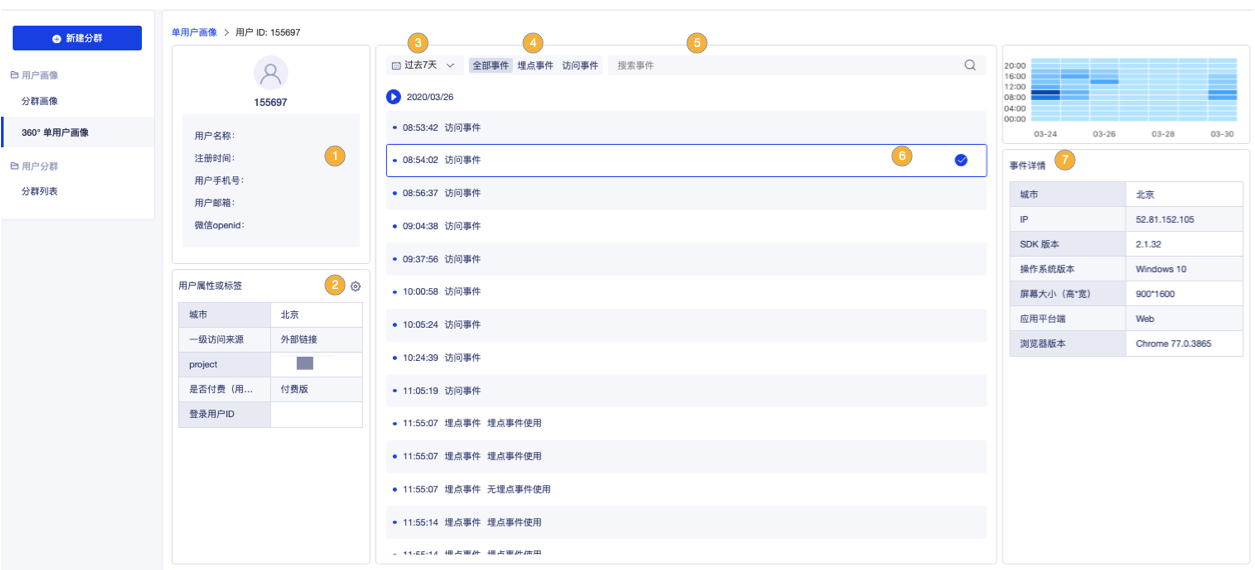 新建分群
用户画像
分群画像
360° 单用户画像
用户分群
分群列表
单用户画像 > 用户 ID: 155697
155697
用户名称:
注册时间:
用户手机号:
用户邮箱:
微信openid:
1
用户属性或标签
2
城市 北京
一级访问来源 外部链接
project
是否付费（用... 付费版
登录用户ID
3 4 5
过去7天 全部事件 埋点事件 访问事件 搜索事件
2020/03/26
08:53:42 访问事件
08:54:02 访问事件 6
08:56:37 访问事件
09:04:38 访问事件
09:37:56 访问事件
10:00:58 访问事件
10:05:24 访问事件
10:24:39 访问事件
11:05:19 访问事件
11:55:07 埋点事件 埋点事件使用
11:55:07 埋点事件 埋点事件使用
11:55:07 埋点事件 无埋点事件使用
11:55:14 埋点事件 埋点事件使用
11:55:14 埋点事件 埋点事件使用
20:00
16:00
12:00
08:00
04:00
00:00
03-24 03-26 03-28 03-30
事件详情 7
城市 北京
IP 52.81.152.105
SDK 版本 2.1.32
操作系统版本 Windows 10
屏幕大小（高*宽） 900*1600
应用平台端 Web
浏览器版本 Chrome 77.0.3865